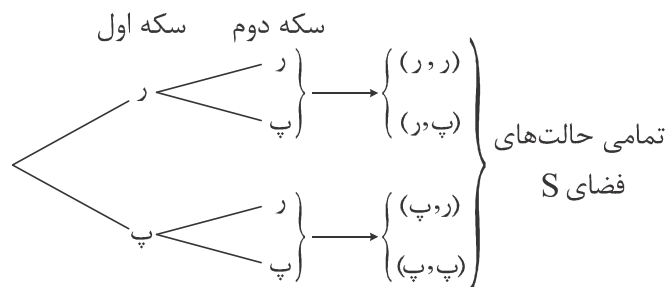 سکه اول سکه دوم
ر
ر
پ
(ر , ر)
(ر,پ)
تمامی حالت‌های
فضای S
پ
ر
پ
(پ,ر)
(پ,پ)